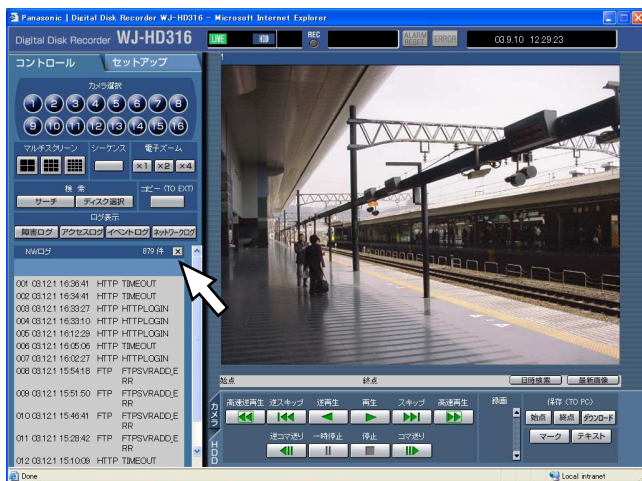 Panasonic | Digital Disk Recorder WJ-HD316 - Microsoft Internet Explorer
Digital Disk Recorder WJ-HD316
LIVE HDD REC ALARM RESET ERROR 03.9.10 12:29:23
コントロール セットアップ
1
カメラ選択
1 2 3 4 5 6 7 8
9 10 11 12 13 14 15 16
マルチスクリーン シーケンス 電子ズーム
×1 ×2 ×4
検索 コピー (TO EXT)
サーチ ディスク選択
ログ表示
障害ログ アクセスログ イベントログ ネットワークログ
NWログ 879 件
001 03.12.1 16:36:41 HTTP TIMEOUT
002 03.12.1 16:34:41 HTTP TIMEOUT
003 03.12.1 16:33:27 HTTP HTTPLOGIN
004 03.12.1 16:33:10 HTTP HTTPLOGIN
005 03.12.1 16:12:29 HTTP HTTPLOGIN
006 03.12.1 16:05:06 HTTP TIMEOUT
007 03.12.1 16:02:27 HTTP HTTPLOGIN
008 03.12.1 15:54:18 FTP FTPSVRADD_E
RR
009 03.12.1 15:51:50 FTP FTPSVRADD_E
RR
010 03.12.1 15:46:41 FTP FTPSVRADD_E
RR
011 03.12.1 15:28:42 FTP FTPSVRADD_E
RR
012 03.12.1 15:10:09 HTTP TIMEOUT
始点 終点 日時検索 最新画像
カメラ
HDD
高速逆再生 逆スキップ 逆再生 再生 スキップ 高速再生
逆コマ送り 一時停止 停止 コマ送り
録画
保存 (TO PC)
始点 終点 ダウンロード
マーク テキスト
Done Local intranet